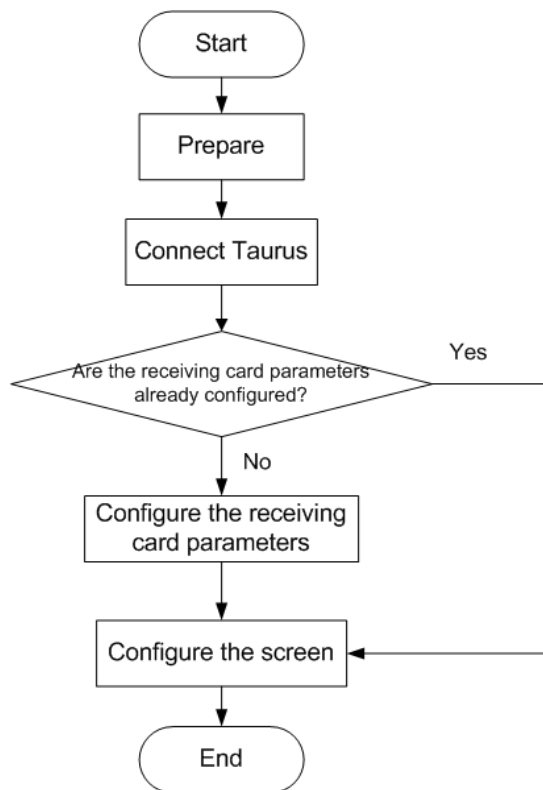 Start
Prepare
Connect Taurus
Are the receiving card parameters
already configured?
Yes
No
Configure the receiving
card parameters
Configure the screen
End